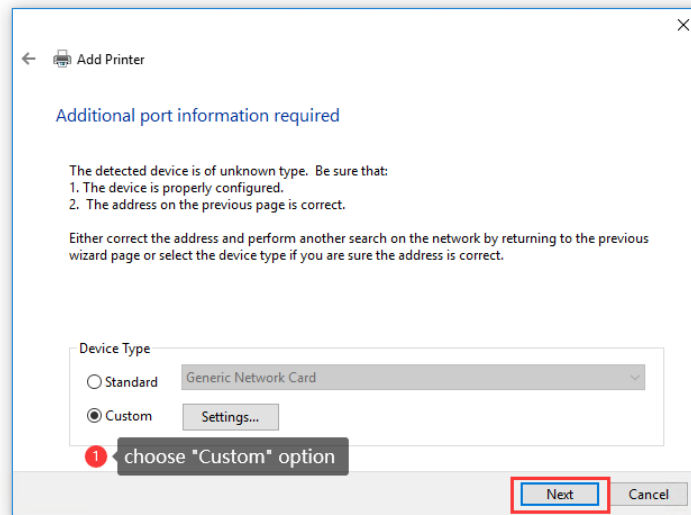 Add Printer
Additional port information required
The detected device is of unknown type.  Be sure that:
1. The device is properly configured.
2.  The address on the previous page is correct.
Either correct the address and perform another search on the network by returning to the previous
wizard page or select the device type if you are sure the address is correct.
Device Type
Standard
Generic Network Card
Custom
Settings...
1
choose "Custom" option
Next
Cancel